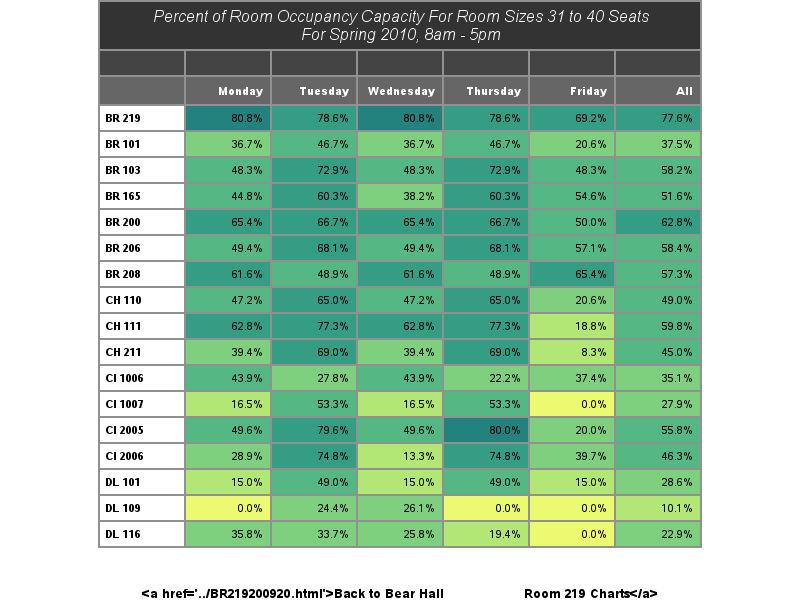 Percent of Room Occupancy Capacity For Room Sizes 31 to 40 Seats
For Spring 2010, 8am - 5pm
Monday Tuesday Wednesday Thursday Friday All
BR 219 80.8% 78.6% 80.8% 78.6% 69.2% 77.6%
BR 101 36.7% 46.7% 36.7% 46.7% 20.6% 37.5%
BR 103 48.3% 72.9% 48.3% 72.9% 48.3% 58.2%
BR 165 44.8% 60.3% 38.2% 60.3% 54.6% 51.6%
BR 200 65.4% 66.7% 65.4% 66.7% 50.0% 62.8%
BR 206 49.4% 68.1% 49.4% 68.1% 57.1% 58.4%
BR 208 61.6% 48.9% 61.6% 48.9% 65.4% 57.3%
CH 110 47.2% 65.0% 47.2% 65.0% 20.6% 49.0%
CH 111 62.8% 77.3% 62.8% 77.3% 18.8% 59.8%
CH 211 39.4% 69.0% 39.4% 69.0% 8.3% 45.0%
CI 1006 43.9% 27.8% 43.9% 22.2% 37.4% 35.1%
CI 1007 16.5% 53.3% 16.5% 53.3% 0.0% 27.9%
CI 2005 49.6% 79.6% 49.6% 80.0% 20.0% 55.8%
CI 2006 28.9% 74.8% 13.3% 74.8% 39.7% 46.3%
DL 101 15.0% 49.0% 15.0% 49.0% 15.0% 28.6%
DL 109 0.0% 24.4% 26.1% 0.0% 0.0% 10.1%
DL 116 35.8% 33.7% 25.8% 19.4% 0.0% 22.9%
<a href='../BR219200920.html'>Back to Bear Hall Room 219 Charts</a>